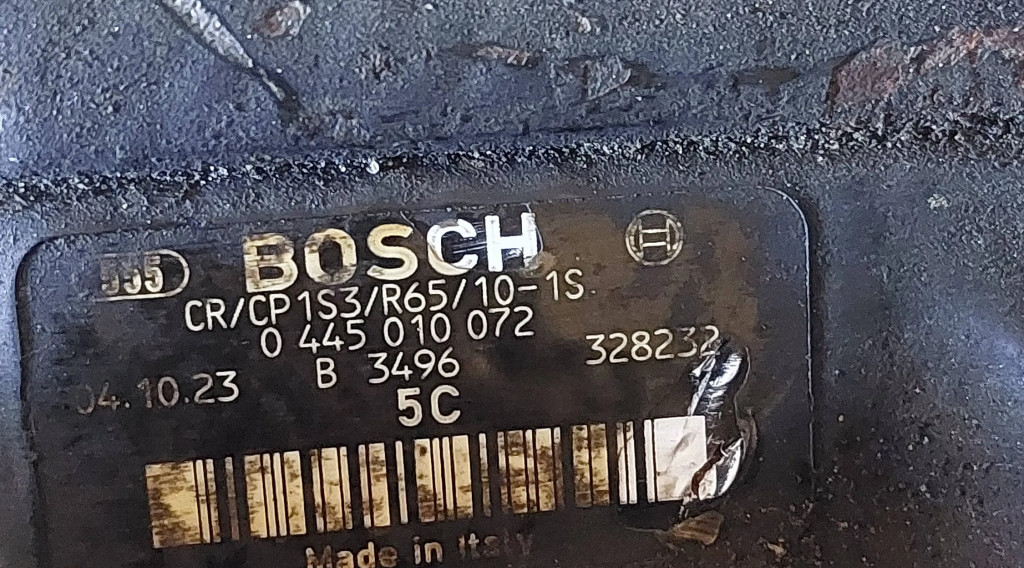 555 BOSCH
CR/CP1S3/R65/10-1S
0 445 010 072
B 3496 328232
04.10.23
5C
Made in Italy